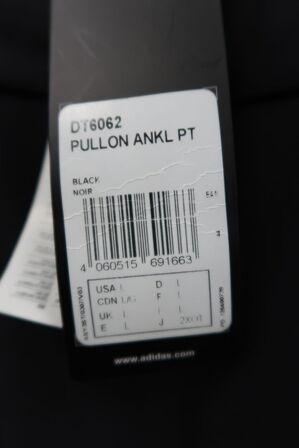 DT6062
PULLON ANKL PT
BLACK
NOIR
4 060515 691663
USA L D L
CDN L/G F L
UK L I L
E L J 2XO
www.adidas.com